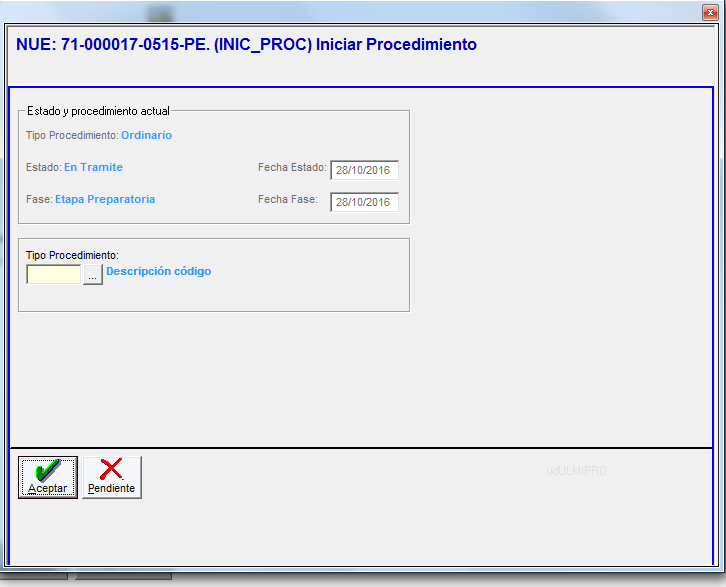 NUE: 71-000017-0515-PE. (INIC_PROC) Iniciar Procedimiento
Estado y procedimiento actual
Tipo Procedimiento: Ordinario
Estado: En Tramite Fecha Estado: 28/10/2016
Fase: Etapa Preparatoria Fecha Fase: 28/10/2016
Tipo Procedimiento:
... Descripción código
Aceptar Pendiente
udULMIPRO